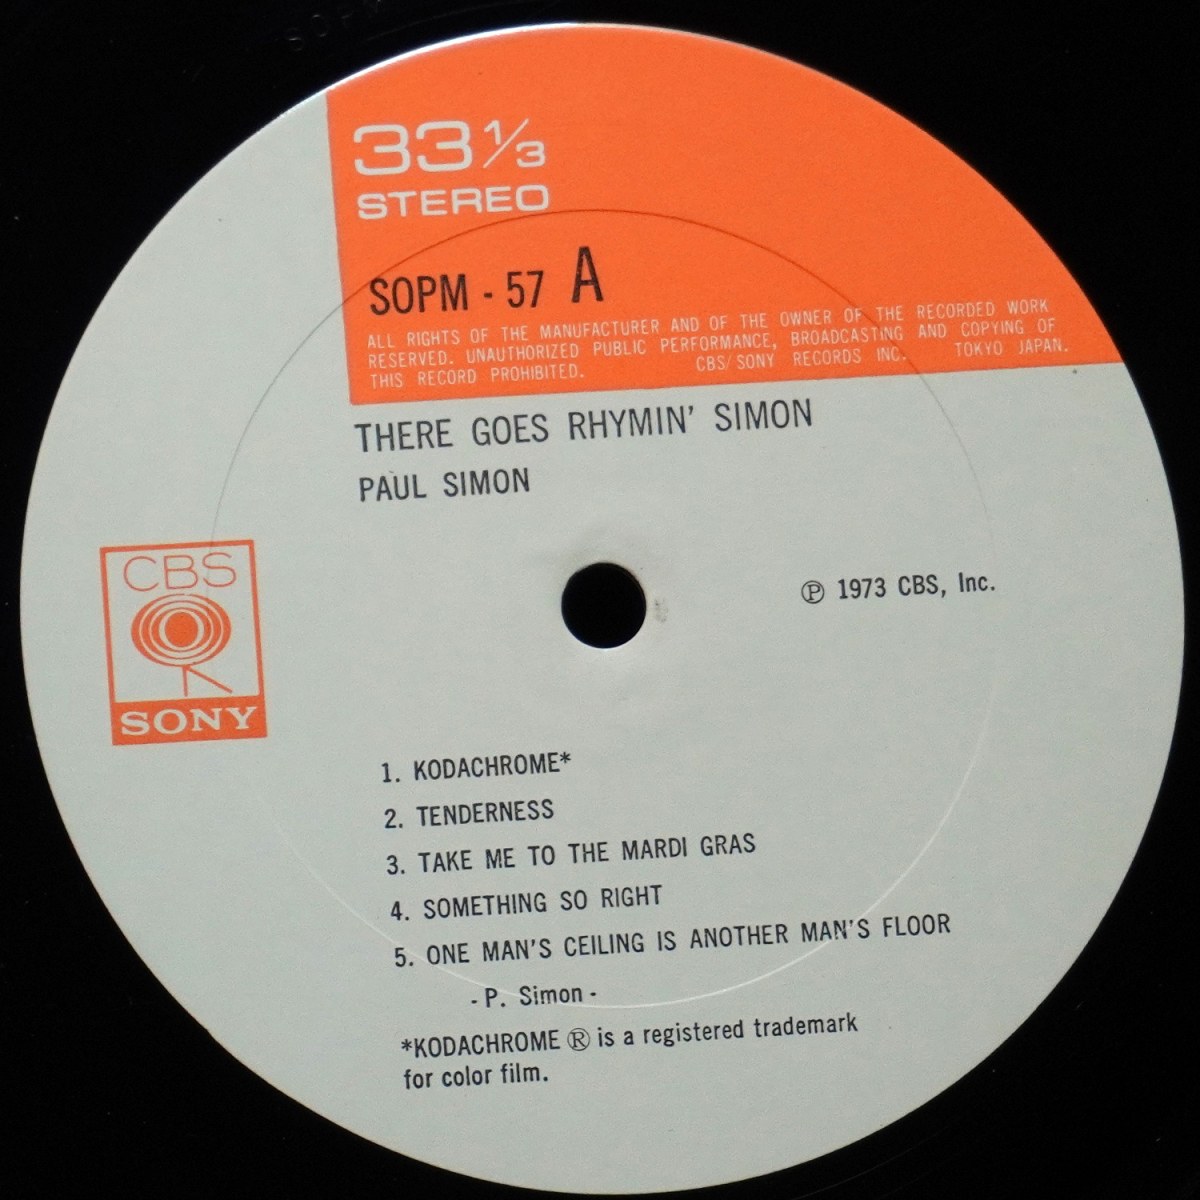 33 1/3
STEREO
SOPM - 57 A
ALL RIGHTS OF THE MANUFACTURER AND OF THE OWNER OF THE RECORDED WORK
RESERVED. UNAUTHORIZED PUBLIC PERFORMANCE, BROADCASTING AND COPYING OF
THIS RECORD PROHIBITED. CBS/SONY RECORDS INC. TOKYO JAPAN.
THERE GOES RHYMIN' SIMON
PAUL SIMON
CBS
SONY
℗ 1973 CBS, Inc.
1. KODACHROME*
2. TENDERNESS
3. TAKE ME TO THE MARDI GRAS
4. SOMETHING SO RIGHT
5. ONE MAN'S CEILING IS ANOTHER MAN'S FLOOR
- P. Simon -
*KODACHROME ® is a registered trademark
for color film.